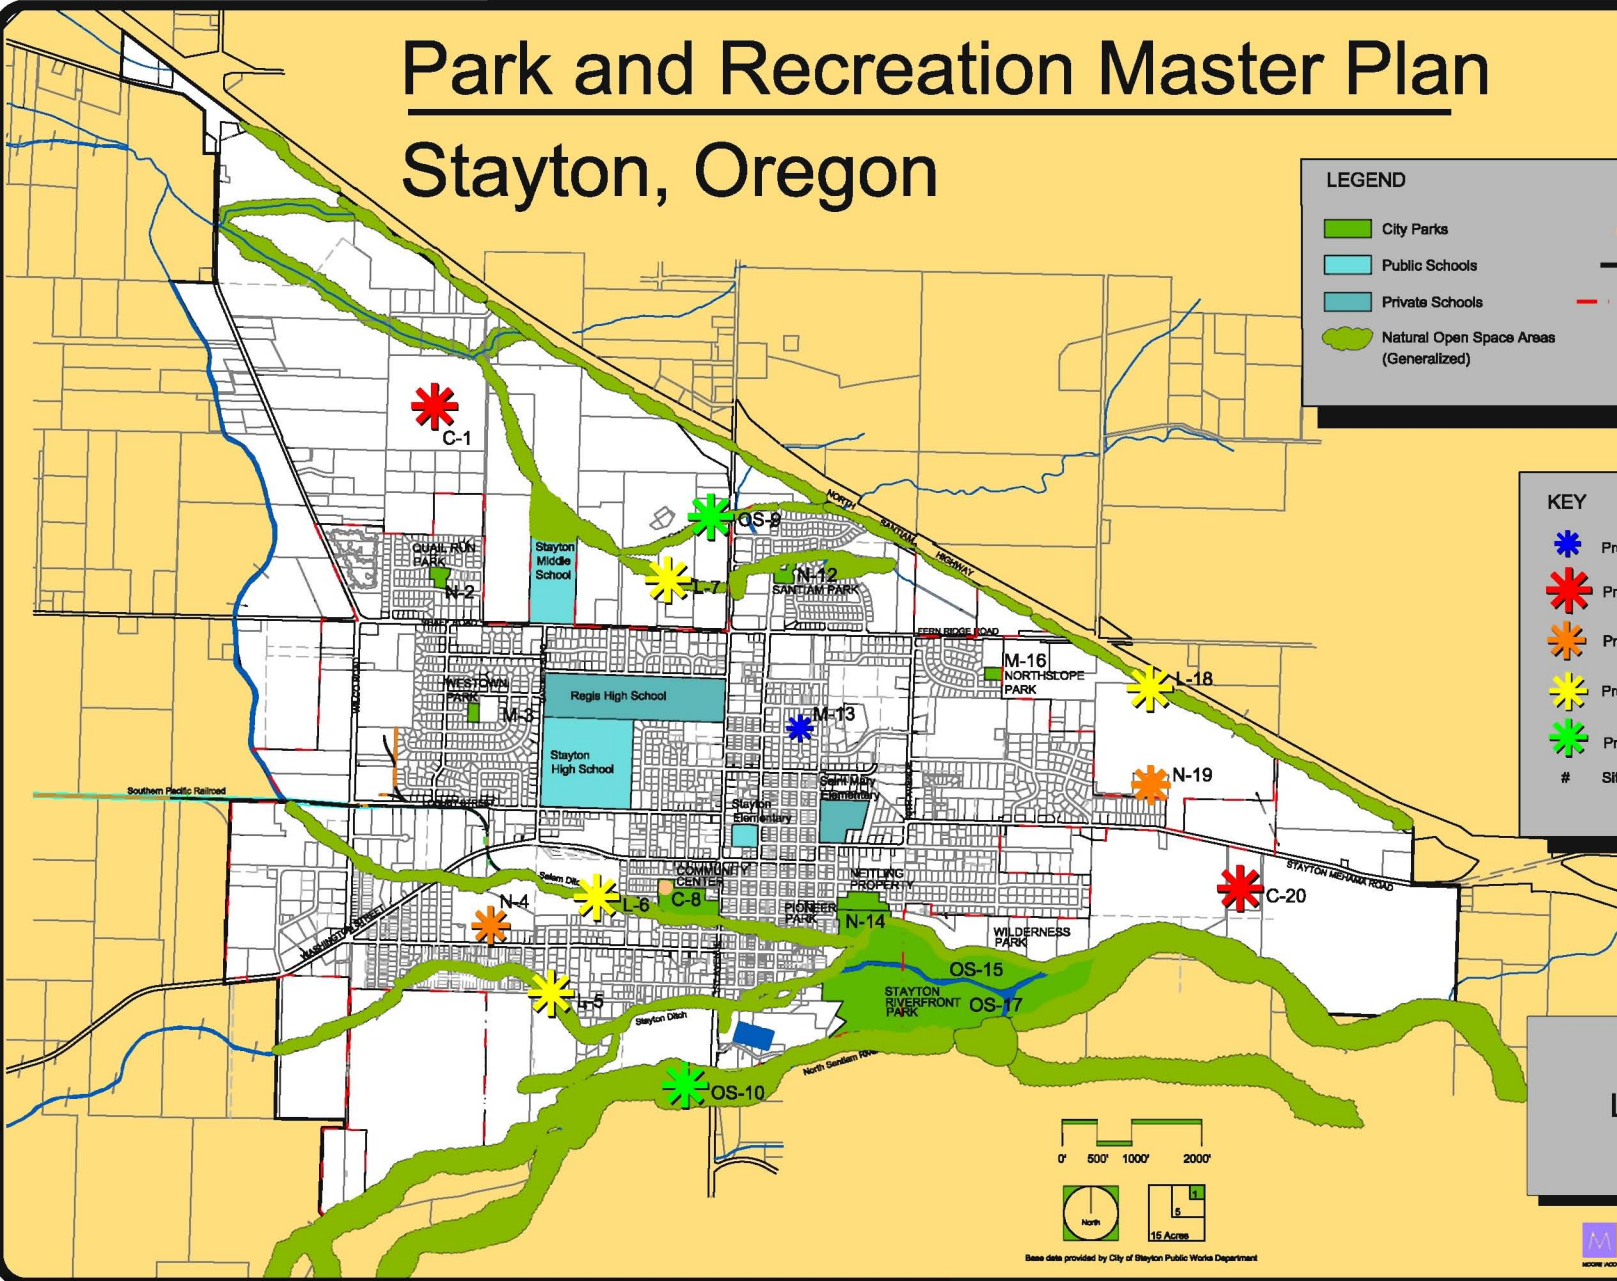 Park and Recreation Master Plan
Stayton, Oregon
LEGEND
City Parks
Public Schools
Private Schools
Natural Open Space Areas
(Generalized)
KEY
#
C-1
NORTH
SANTIAM
HIGHWAY
OS-9
Stayton
Middle
School
QUAIL RUN
PARK
N-2
L-7
N-12
SANTIAM PARK
FERN RIDGE ROAD
M-16
NORTHSLOPE
PARK
L-18
WESTOWN
PARK
M-3
Regis High School
M-13
Stayton
High School
N-19
Southern Pacific Railroad
Saint Mary
Elementary
Stayton
Elementary
STAYTON MEHAMA ROAD
COMMUNITY
CENTER
NEITLING
PROPERTY
Salem
L-6
C-8
C-20
N-4
PIONEER
PARK
N-14
WASHINGTON STREET
WILDERNESS
PARK
OS-15
STAYTON
RIVERFRONT
PARK
OS-17
L-5
Stayton Ditch
North Santiam
OS-10
0' 500' 1000' 2000'
North
1
5
15 Acres
Base data provided by City of Stayton Public Works Department
M